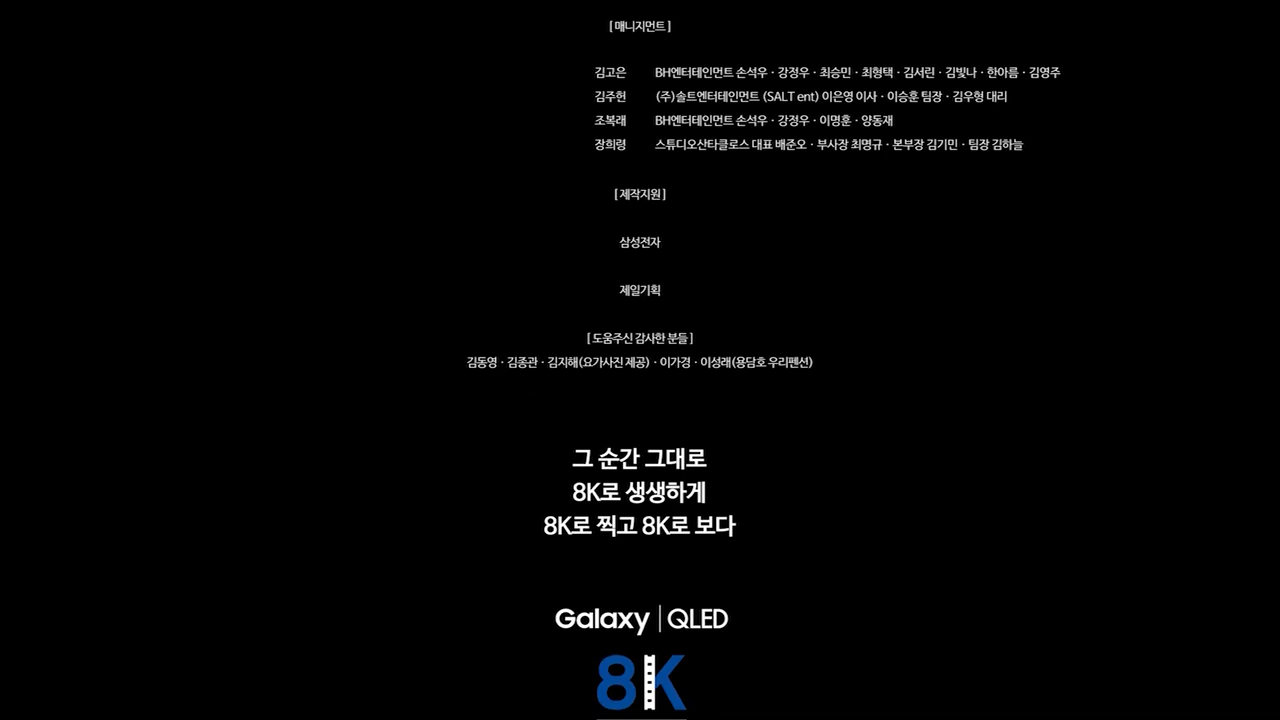 [ 매니지먼트 ]
김고은 BH엔터테인먼트 손석우 · 강정우 · 최승민 · 최형택 · 김서린 · 김빛나 · 한아름 · 김영주
김주헌 (주)솔트엔터테인먼트 (SALT ent) 이은영 이사 · 이승훈 팀장 · 김우형 대리
조복래 BH엔터테인먼트 손석우 · 강정우 · 이명훈 · 양동재
장희령 스튜디오산타클로스 대표 배준오 · 부사장 최명규 · 본부장 김기민 · 팀장 김하늘
[ 제작지원 ]
삼성전자
제일기획
[ 도움주신 감사한 분들 ]
김동영 · 김종관 · 김지해(요가사진 제공) · 이가경 · 이성래(용담호 우리펜션)
그 순간 그대로
8K로 생생하게
8K로 찍고 8K로 보다
Galaxy | QLED
8K